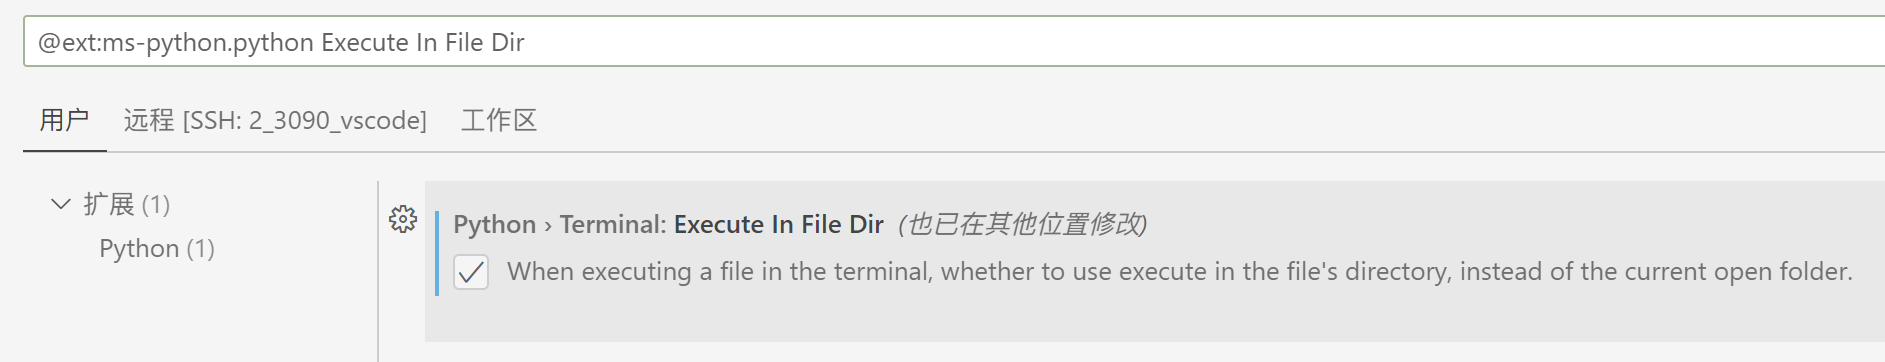 @ext:ms-python.python Execute In File Dir
用户 远程 [SSH: 2_3090_vscode] 工作区
扩展 (1)
Python (1)
Python › Terminal: Execute In File Dir (也已在其他位置修改)
When executing a file in the terminal, whether to use execute in the file's directory, instead of the current open folder.